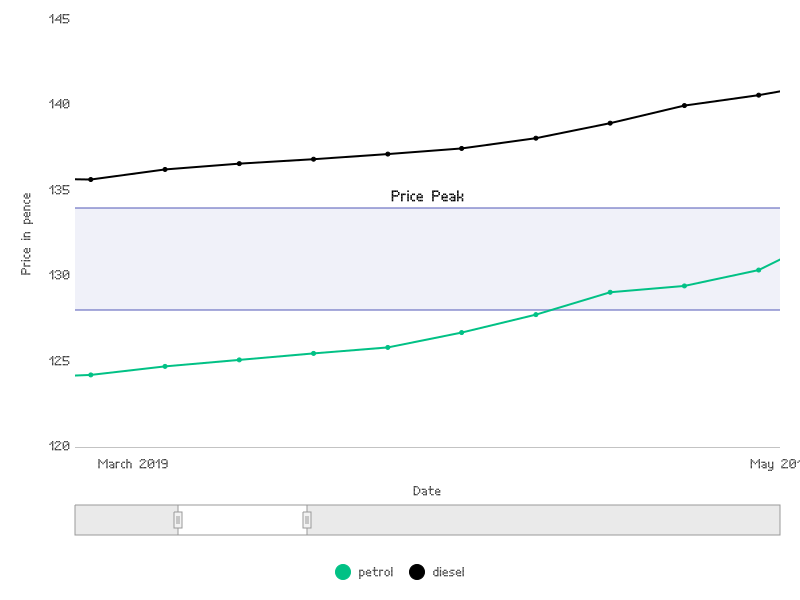 145
140
135
130
125
120
Price in pence
Price Peak
March 2019
May 201
Date
petrol
diesel